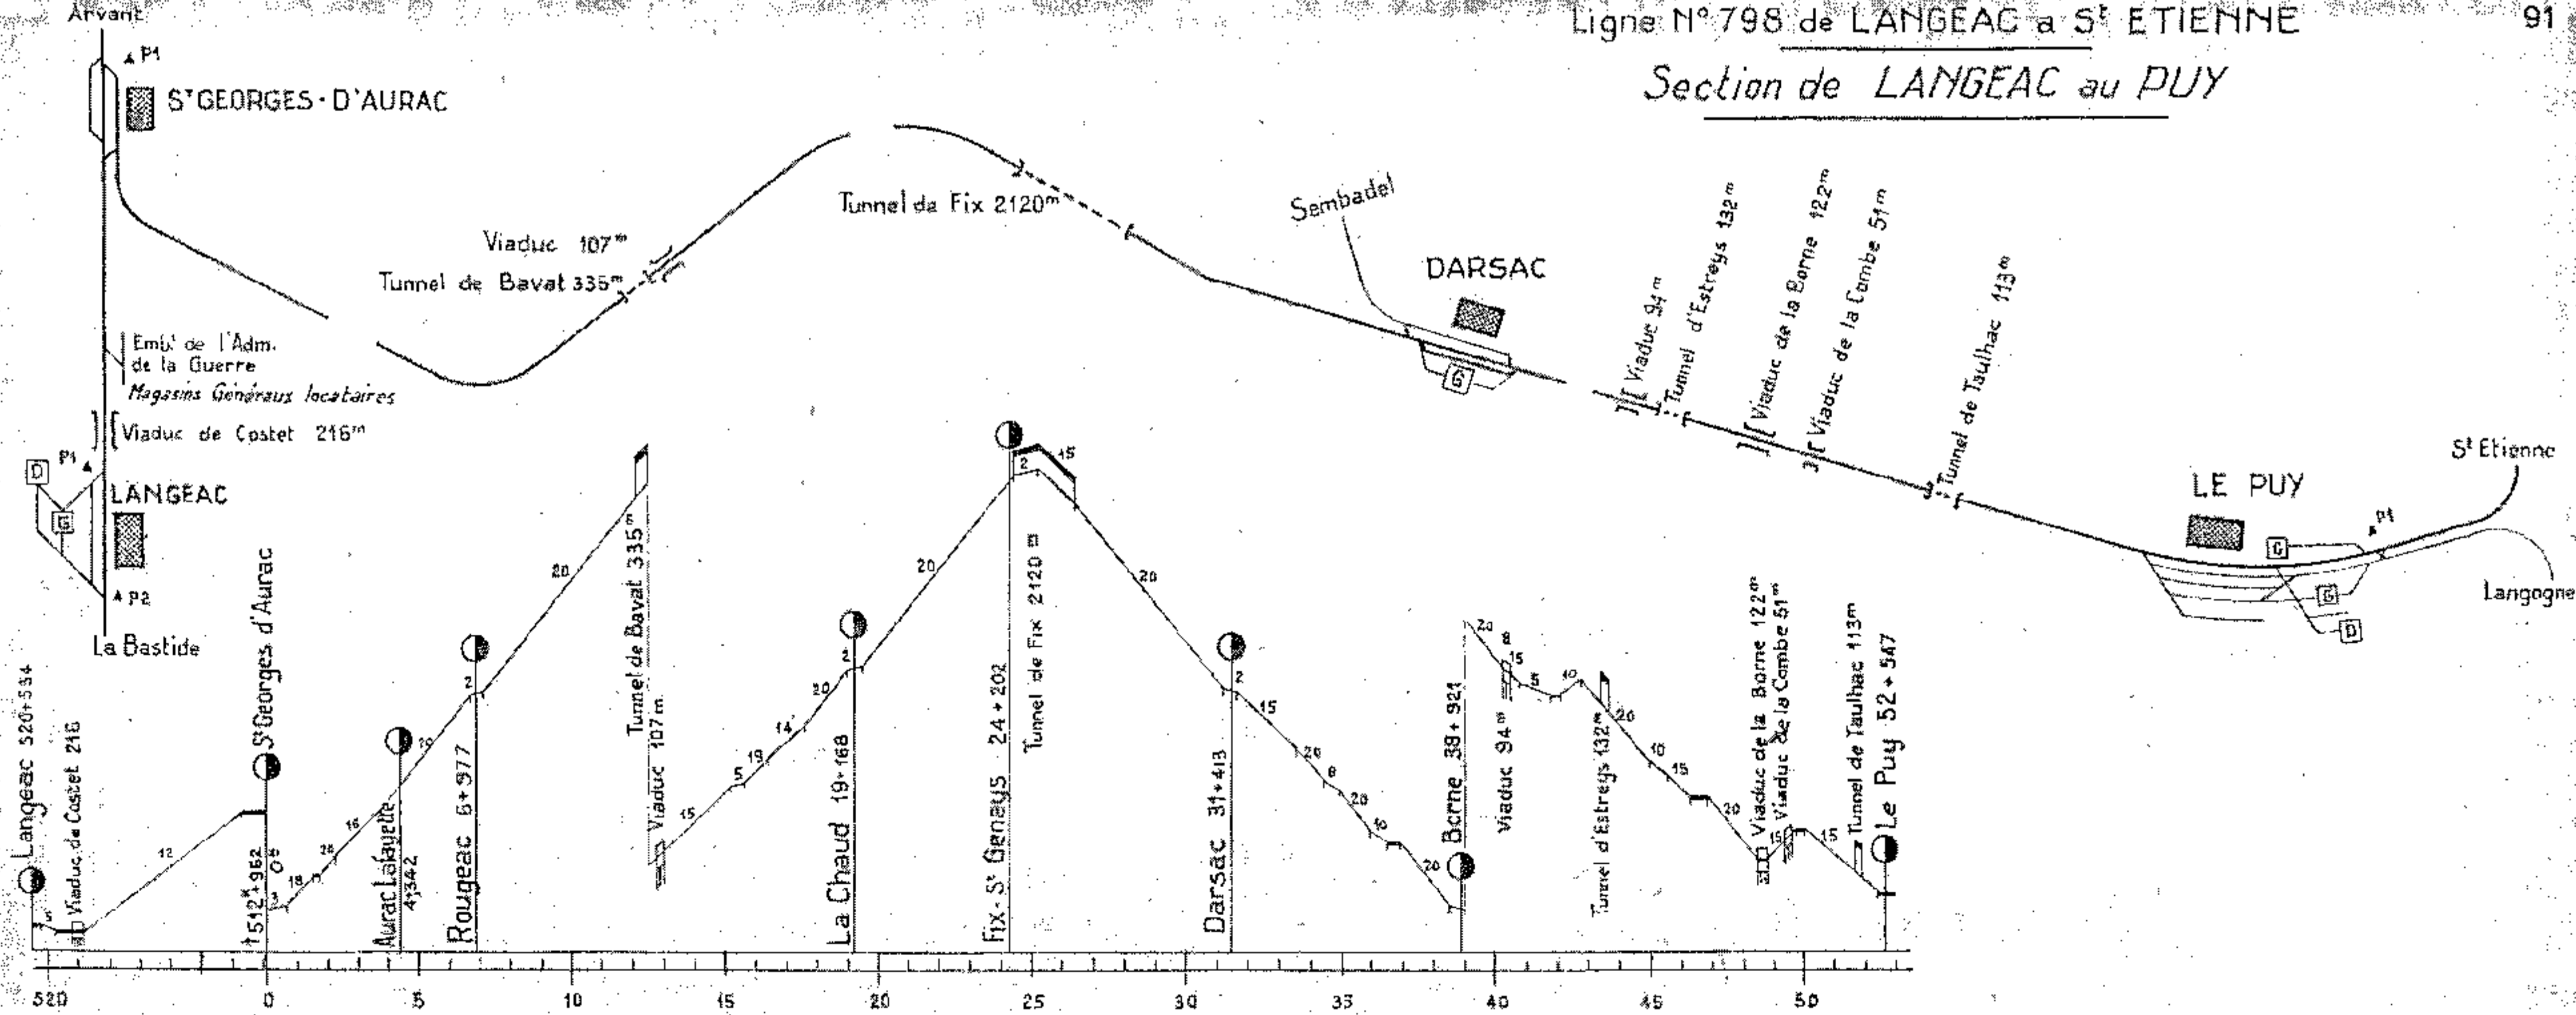 Arvant
Ligne N° 798 de LANGEAC a St ETIENNE
91
Section de LANGEAC au PUY
P1
St GEORGES-D'AURAC
Tunnel de Fix 2120m
Viaduc 107m
Tunnel de Bavat 335m
Sembadel
DARSAC
G
Viaduc 94m
Tunnel d'Estreys 132m
Viaduc de la Borne 122m
Viaduc de la Combe 51m
Tunnel de Taulhac 113m
Embt de l'Adm.
de la Guerre
Magasins Généraux locataires
Viaduc de Costet 216m
D
P1
G
LANGEAC
P2
La Bastide
St Etienne
LE PUY
P1
G
G
D
Langogne
Langeac 520+534
Viaduc de Costet 216
12
St Georges d'Aurac
512+952
0
3
18
16
Aurac Lafayette
4+342
Rougeac 6+977
2
20
Tunnel de Bavat 335m
Viaduc 107m
15
5
19
14
20
2
La Chaud 19+168
20
Fix-St Geneys 24+202
2
15
Tunnel de Fix 2120m
20
Darsac 31+413
2
15
20
8
20
10
20
Borne 38+921
20
8
15
5
10
Viaduc 94m
Tunnel d'Estreys 132m
20
10
15
20
Viaduc de la Borne 122m
15
Viaduc de la Combe 51m
15
Tunnel de Taulhac 113m
Le Puy 52+547
520 0 5 10 15 20 25 30 35 40 45 50